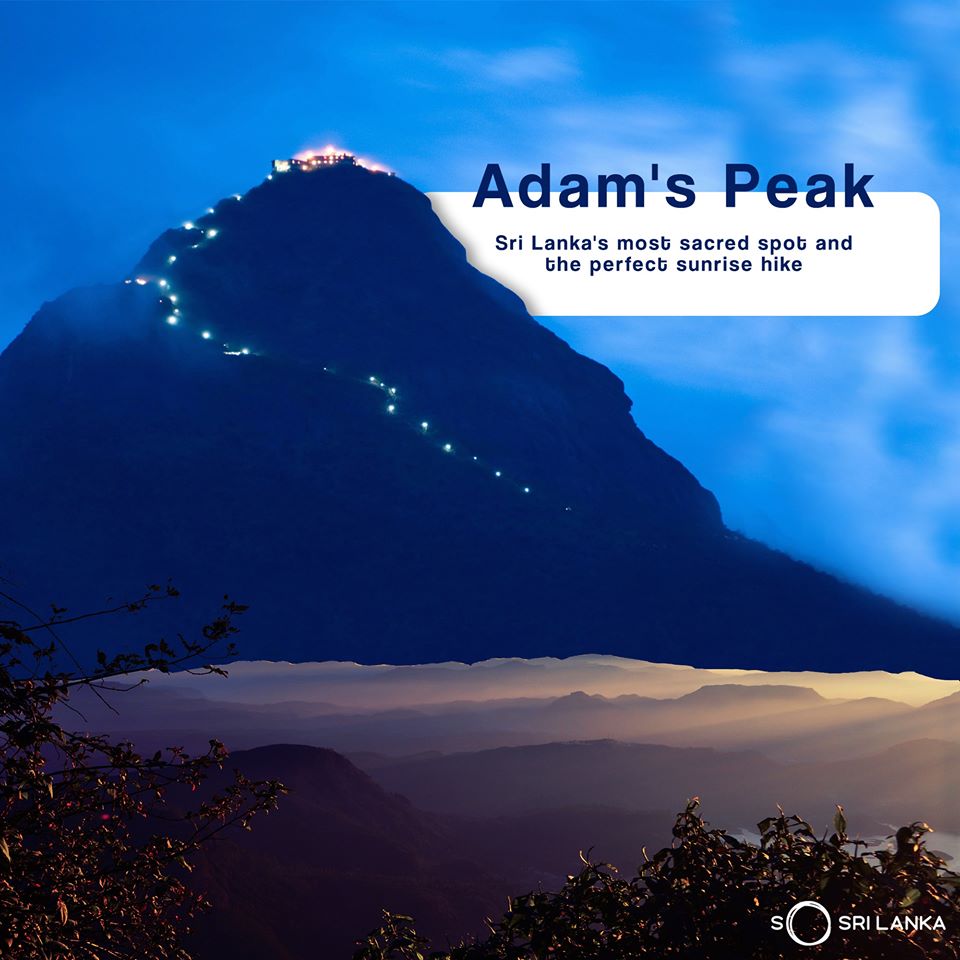 Adam's Peak
Sri Lanka's most sacred spot and
the perfect sunrise hike
SO SRI LANKA